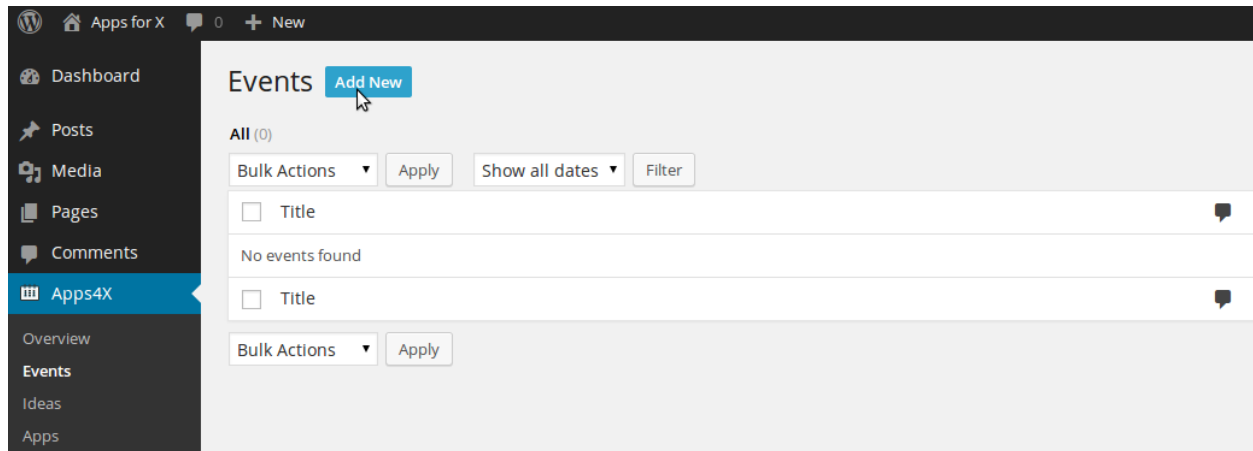 Apps for X 0 New
Dashboard
Posts
Media
Pages
Comments
Apps4X
Overview
Events
Ideas
Apps
Events Add New
All (0)
Bulk Actions Apply Show all dates Filter
Title
No events found
Title
Bulk Actions Apply